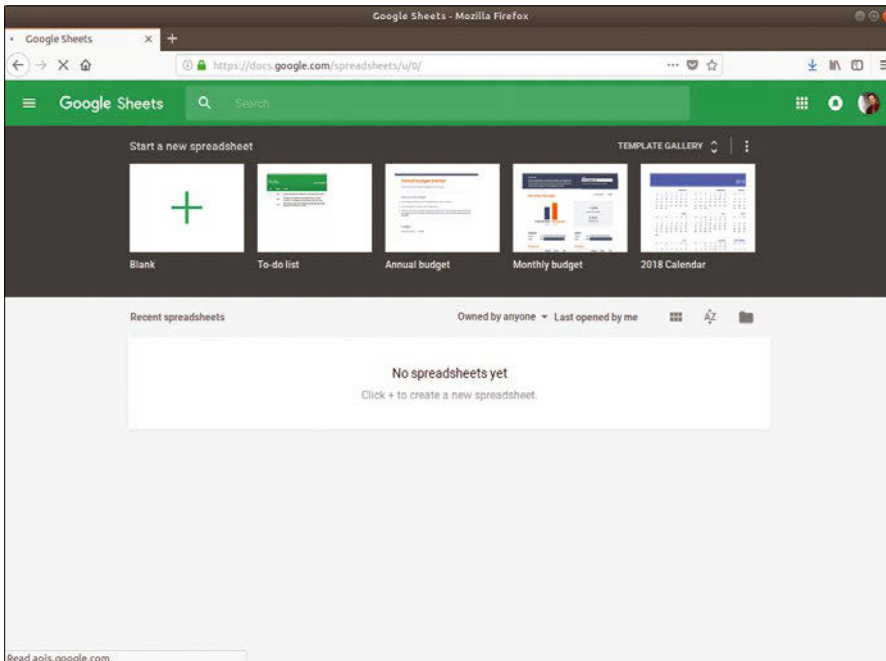 Google Sheets - Mozilla Firefox
Google Sheets
https://docs.google.com/spreadsheets/u/0/
Google Sheets
Search
Start a new spreadsheet
TEMPLATE GALLERY
Blank
To-do list
Annual budget
Monthly budget
2018 Calendar
Recent spreadsheets
Owned by anyone
Last opened by me
AZ
No spreadsheets yet
Click + to create a new spreadsheet.
Read apis.google.com